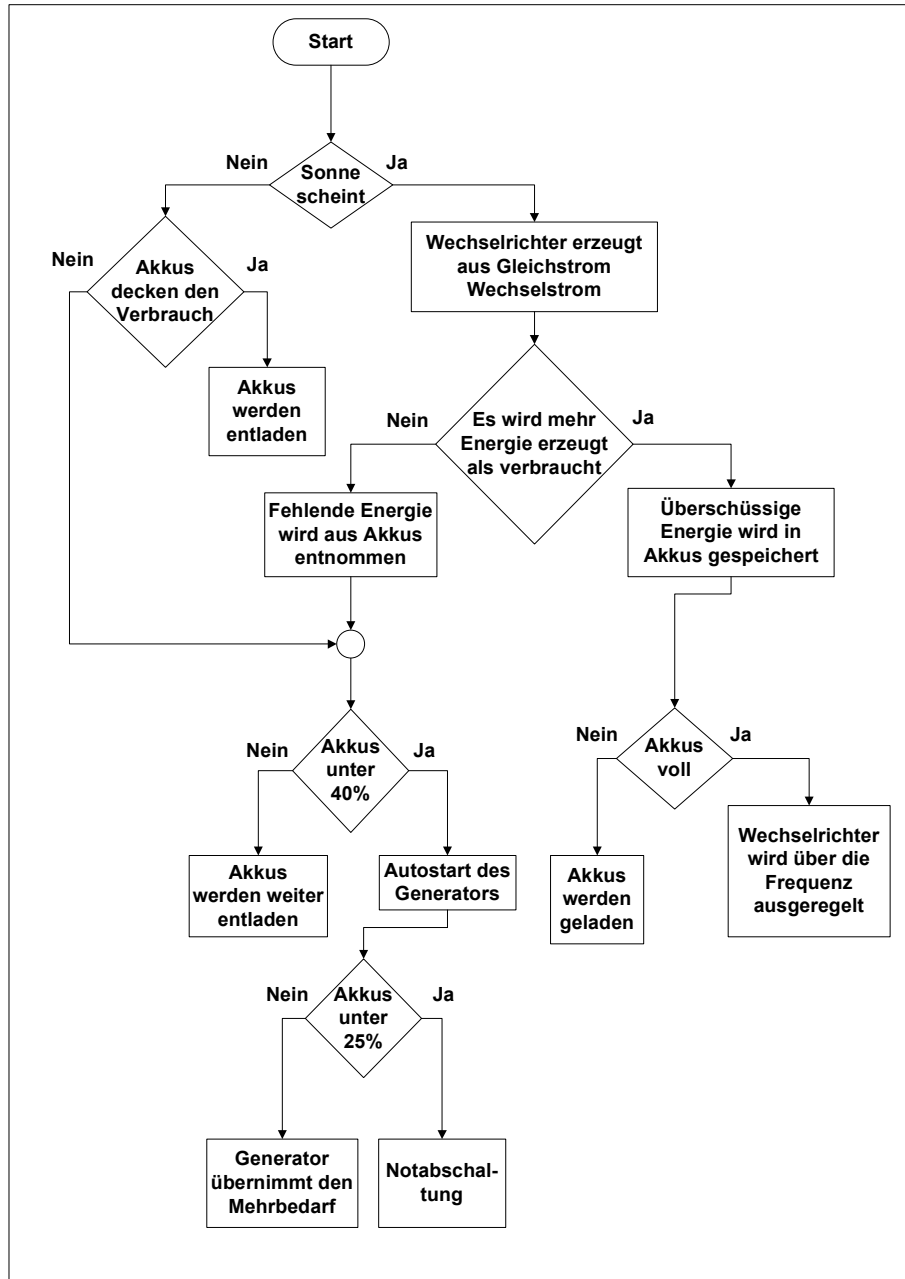 Start
Nein
Ja
Sonne
scheint
Nein
Ja
Akkus
decken den
Verbrauch
Wechselrichter erzeugt
aus Gleichstrom
Wechselstrom
Akkus
werden
entladen
Nein
Ja
Es wird mehr
Energie erzeugt
als verbraucht
Fehlende Energie
wird aus Akkus
entnommen
Überschüssige
Energie wird in
Akkus gespeichert
Nein
Ja
Akkus
unter
40%
Nein
Ja
Akkus
voll
Akkus
werden weiter
entladen
Autostart des
Generators
Akkus
werden
geladen
Wechselrichter
wird über die
Frequenz
ausgeregelt
Nein
Ja
Akkus
unter
25%
Generator
übernimmt den
Mehrbedarf
Notabschal-
tung